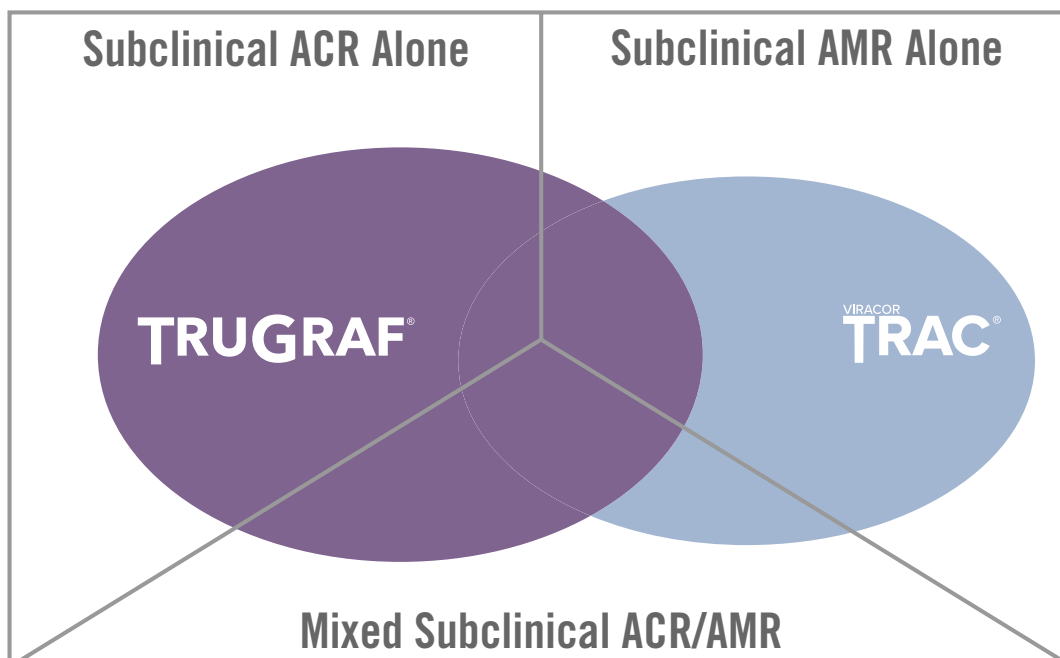 Subclinical ACR Alone
Subclinical AMR Alone
TRUGRAF®
VIRACOR
TRAC®
Mixed Subclinical ACR/AMR